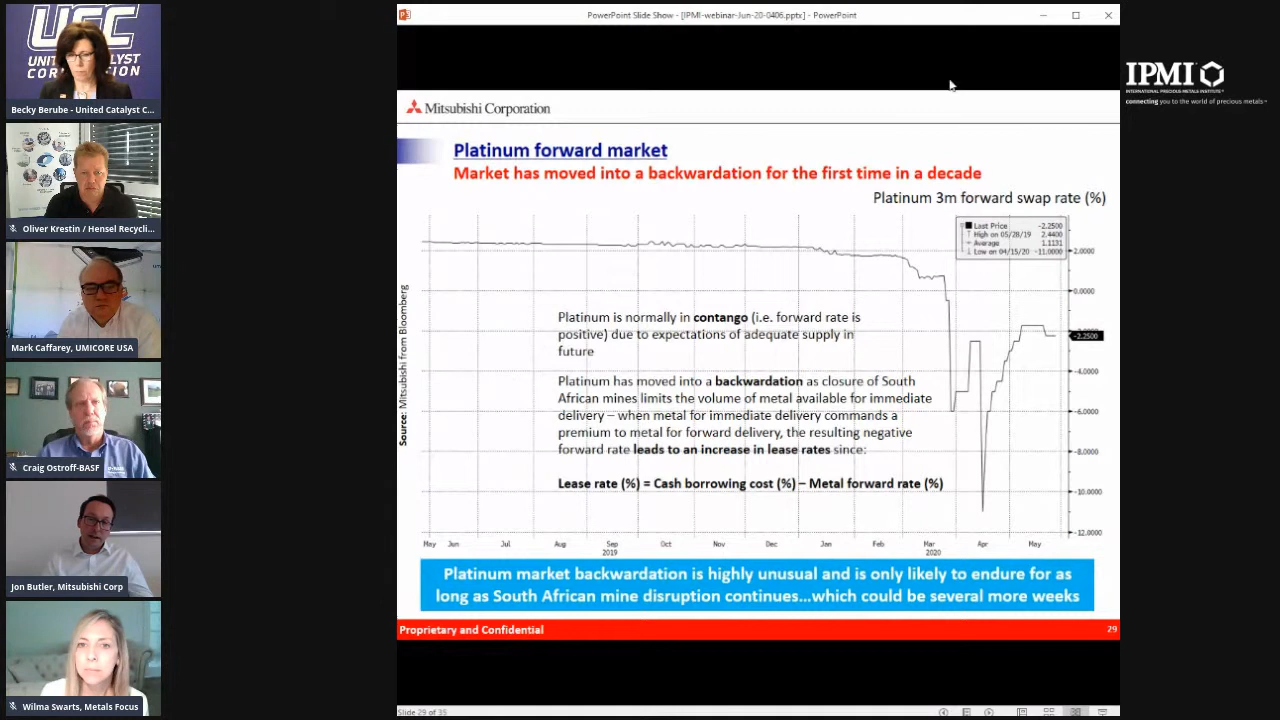 PowerPoint Slide Show - [IPMI-webinar-Jun-20-0406.pptx] - PowerPoint
UCC
UNITED CATALYST
CORPORATION
Becky Berube - United Catalyst C...
Oliver Krestin / Hensel Recycli...
Mark Caffarey, UMICORE USA
Craig Ostroff-BASF
Jon Butler, Mitsubishi Corp
Wilma Swarts, Metals Focus
IPMI
INTERNATIONAL PRECIOUS METALS INSTITUTE
connecting you to the world of precious metals
Mitsubishi Corporation
Platinum forward market
Market has moved into a backwardation for the first time in a decade
Platinum 3m forward swap rate (%)
Last Price -2.2500
High on 05/28/19 2.4400
Average 1.1131
Low on 04/15/20 -11.0000
2.0000
0.0000
-2.2500
-4.0000
-6.0000
-8.0000
-10.0000
-12.0000
Source: Mitsubishi from Bloomberg
Platinum is normally in contango (i.e. forward rate is
positive) due to expectations of adequate supply in
future
Platinum has moved into a backwardation as closure of South
African mines limits the volume of metal available for immediate
delivery – when metal for immediate delivery commands a
premium to metal for forward delivery, the resulting negative
forward rate leads to an increase in lease rates since:
Lease rate (%) = Cash borrowing cost (%) – Metal forward rate (%)
May Jun Jul Aug Sep Oct Nov Dec Jan Feb Mar Apr May
2019 2020
Platinum market backwardation is highly unusual and is only likely to endure for as
long as South African mine disruption continues...which could be several more weeks
Proprietary and Confidential 29
Slide 29 of 35